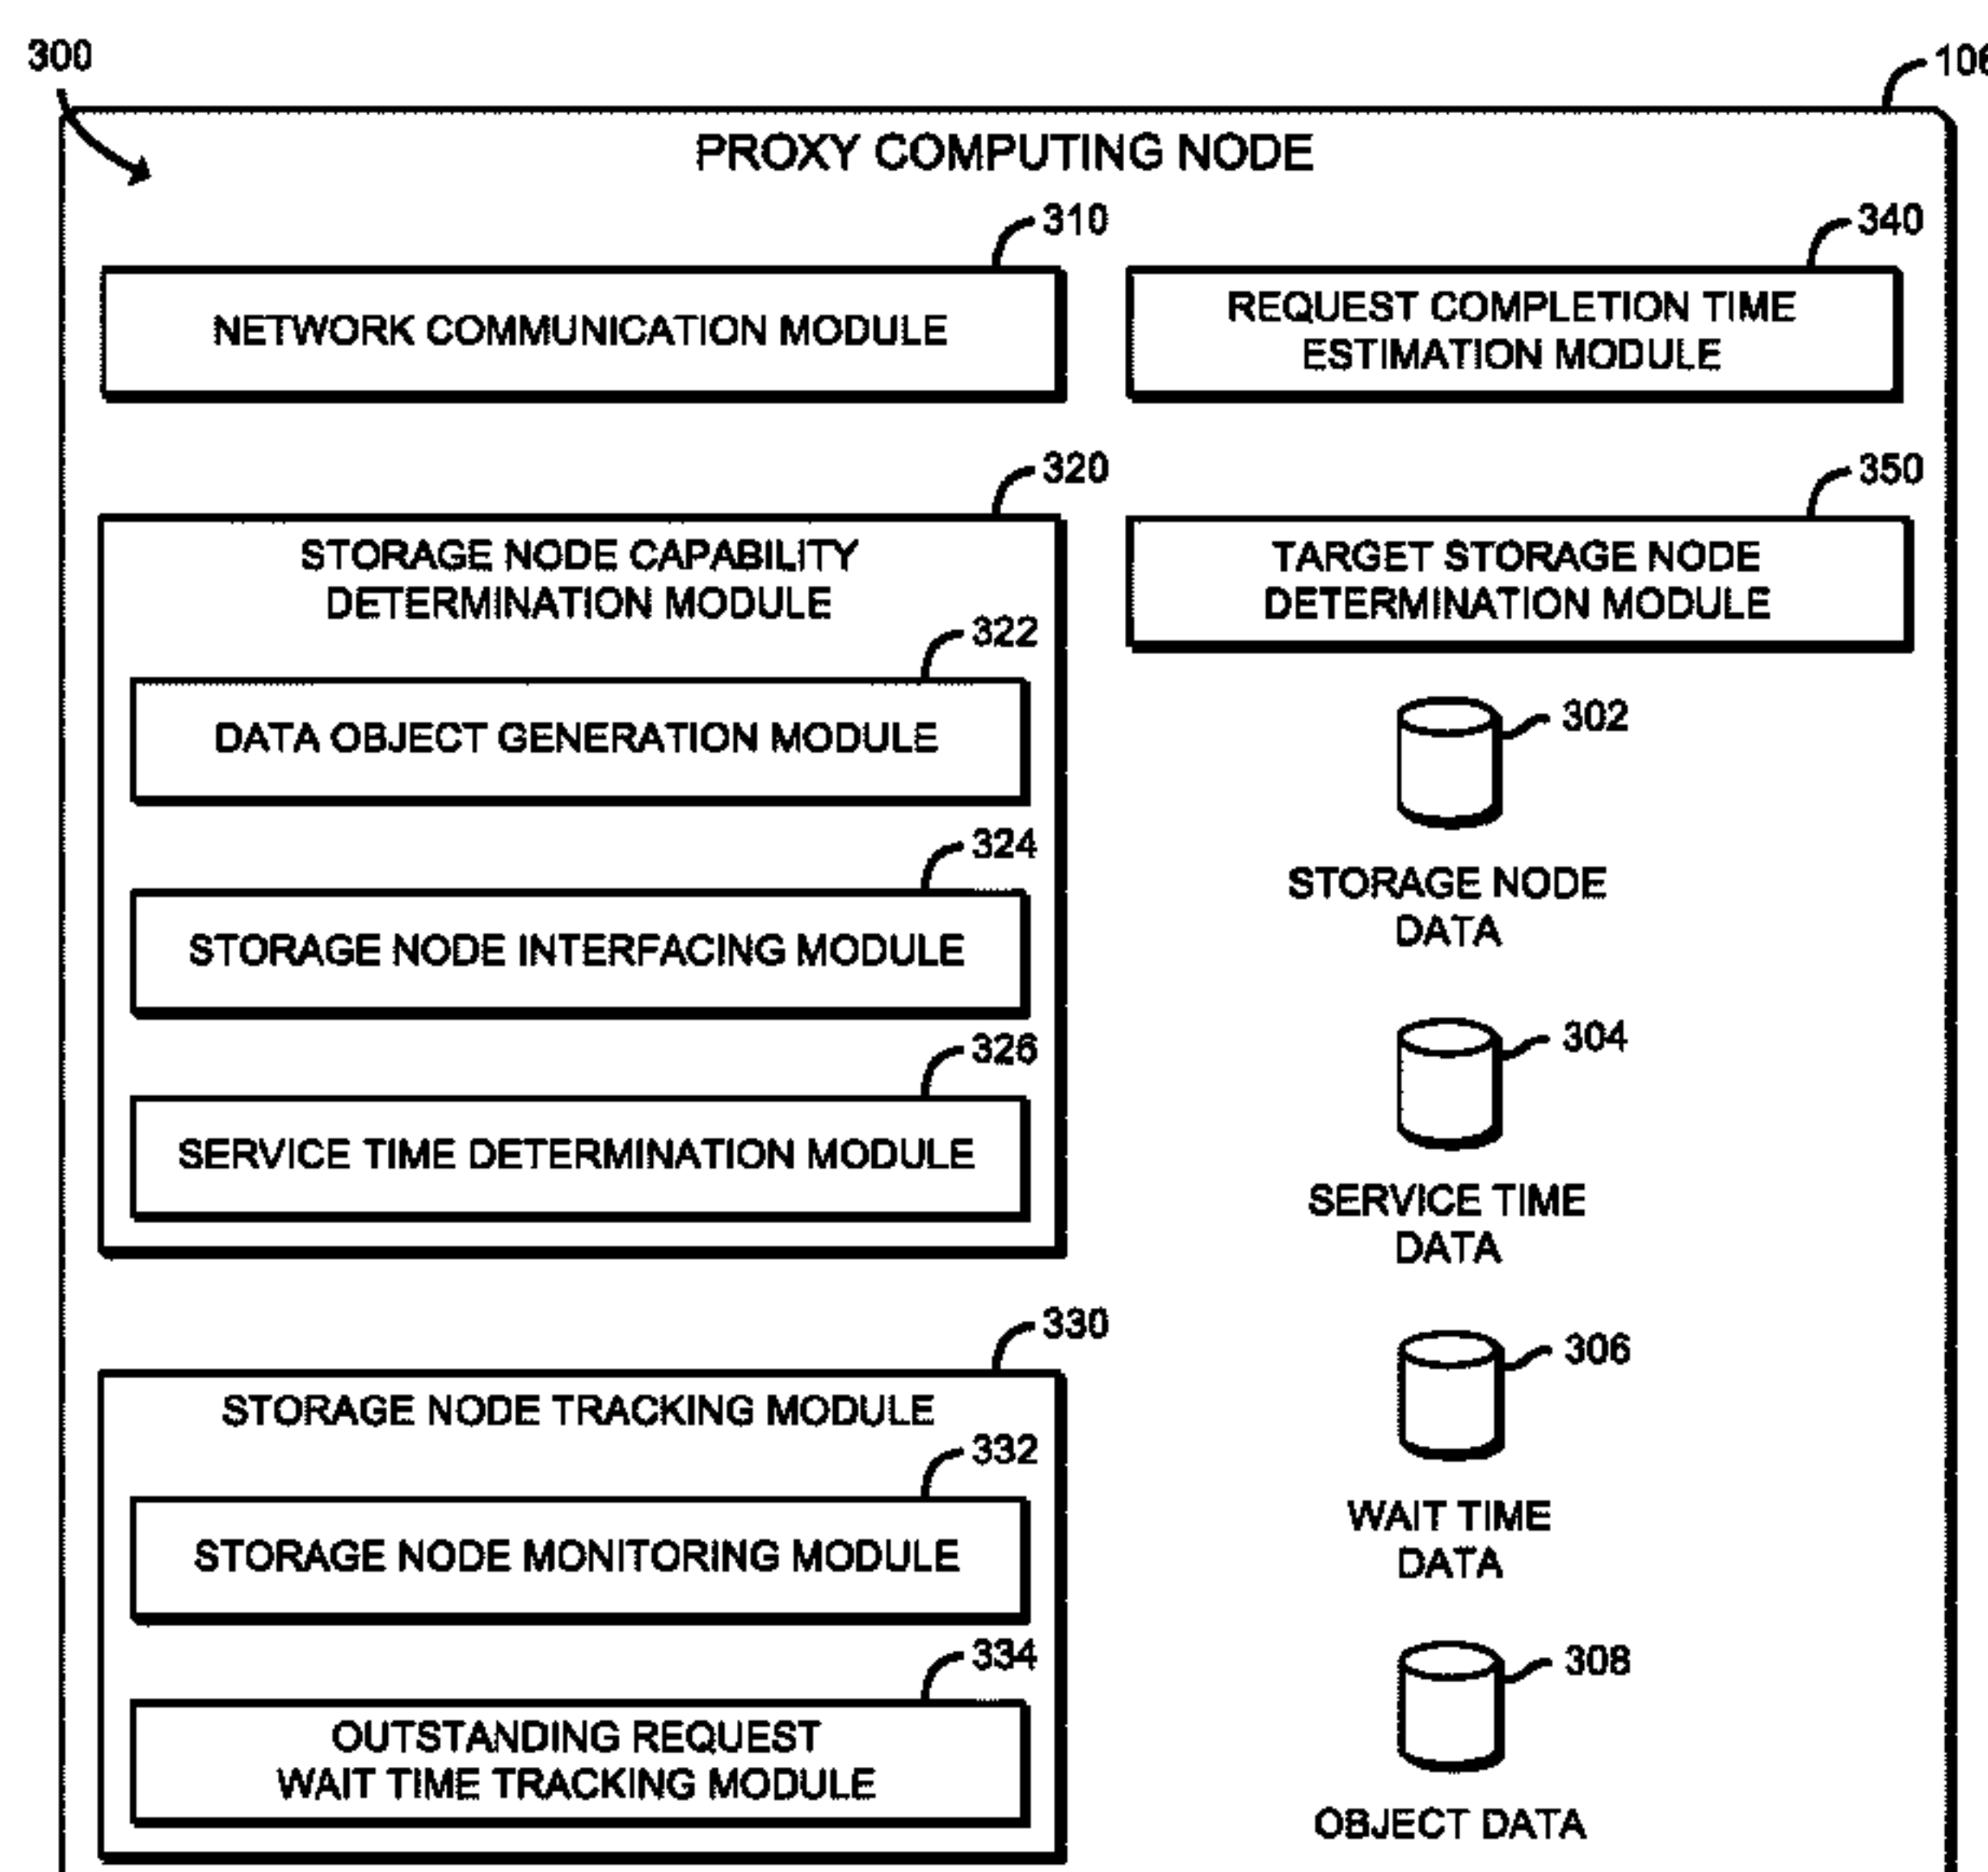 300
106
PROXY COMPUTING NODE
310
NETWORK COMMUNICATION MODULE
340
REQUEST COMPLETION TIME
ESTIMATION MODULE
320
STORAGE NODE CAPABILITY
DETERMINATION MODULE
322
DATA OBJECT GENERATION MODULE
324
STORAGE NODE INTERFACING MODULE
326
SERVICE TIME DETERMINATION MODULE
350
TARGET STORAGE NODE
DETERMINATION MODULE
302
STORAGE NODE
DATA
304
SERVICE TIME
DATA
330
STORAGE NODE TRACKING MODULE
332
STORAGE NODE MONITORING MODULE
334
OUTSTANDING REQUEST
WAIT TIME TRACKING MODULE
306
WAIT TIME
DATA
308
OBJECT DATA